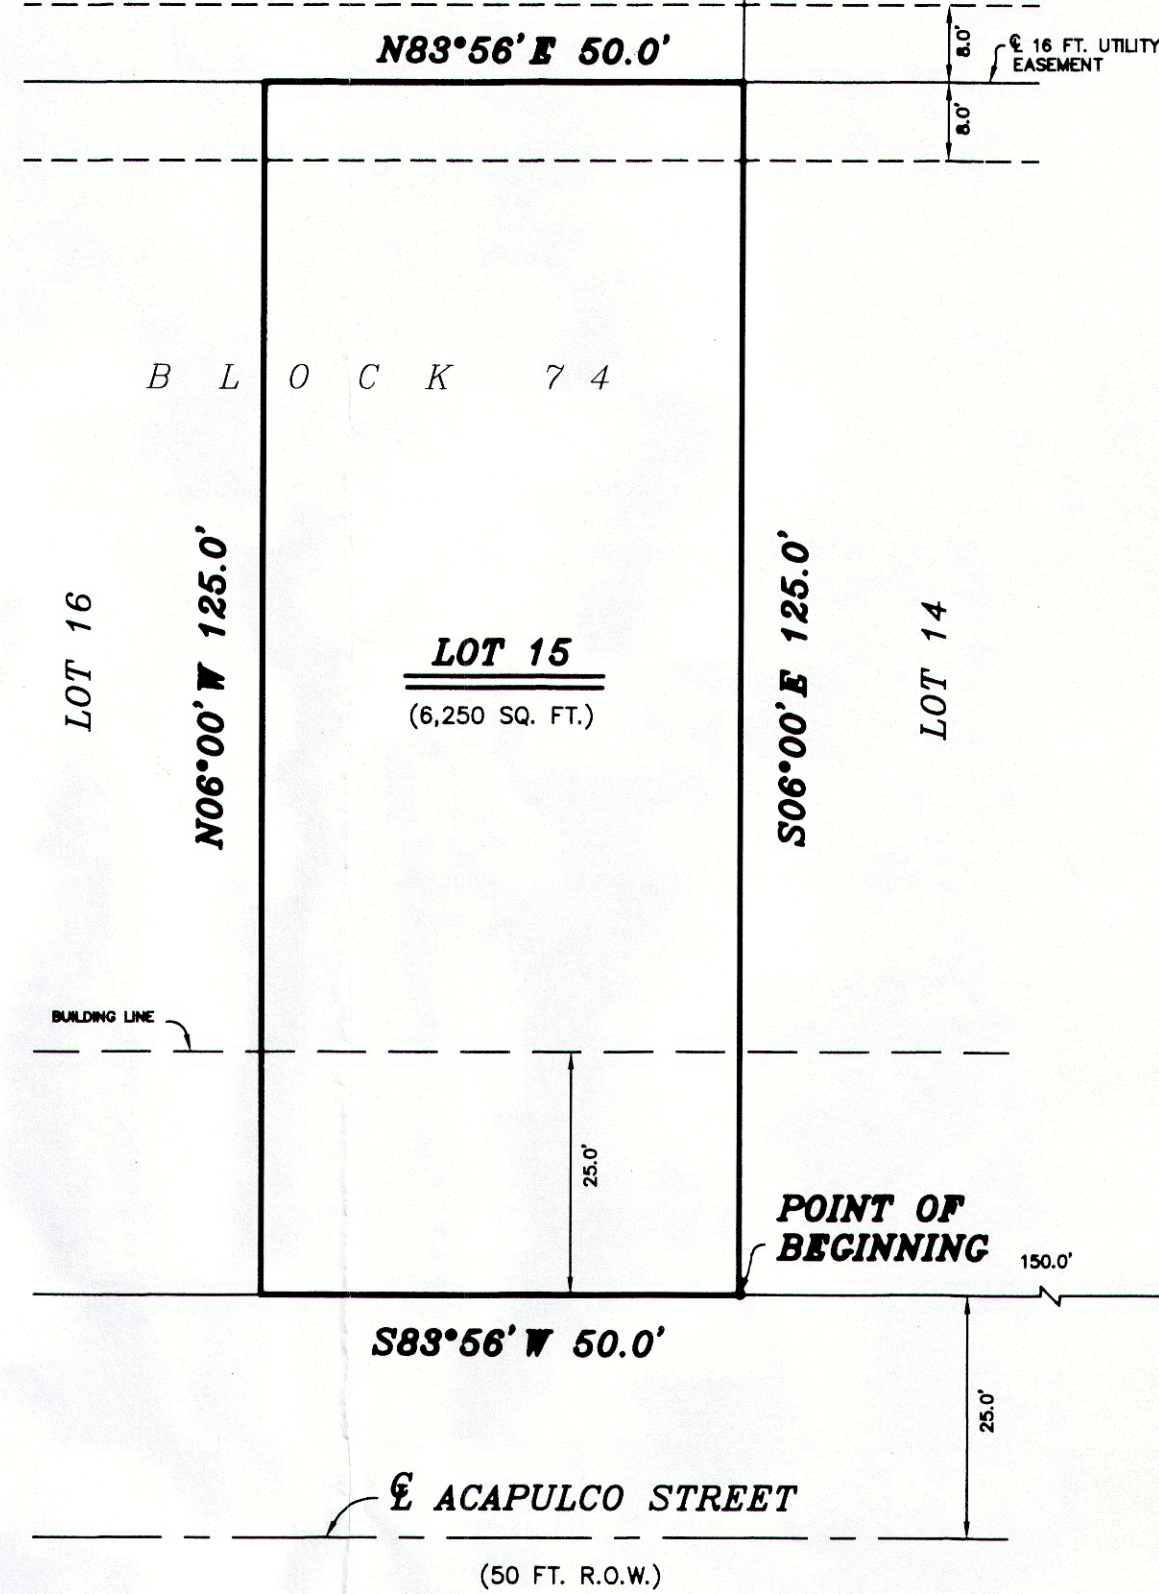 N83°56'E 50.0'
8.0'
℄ 16 FT. UTILITY
EASEMENT
8.0'
BLOCK 74
LOT 16
N06°00'W 125.0'
LOT 15
(6,250 SQ. FT.)
S06°00'E 125.0'
LOT 14
BUILDING LINE
25.0'
POINT OF
BEGINNING
150.0'
S83°56'W 50.0'
25.0'
℄ ACAPULCO STREET
(50 FT. R.O.W.)